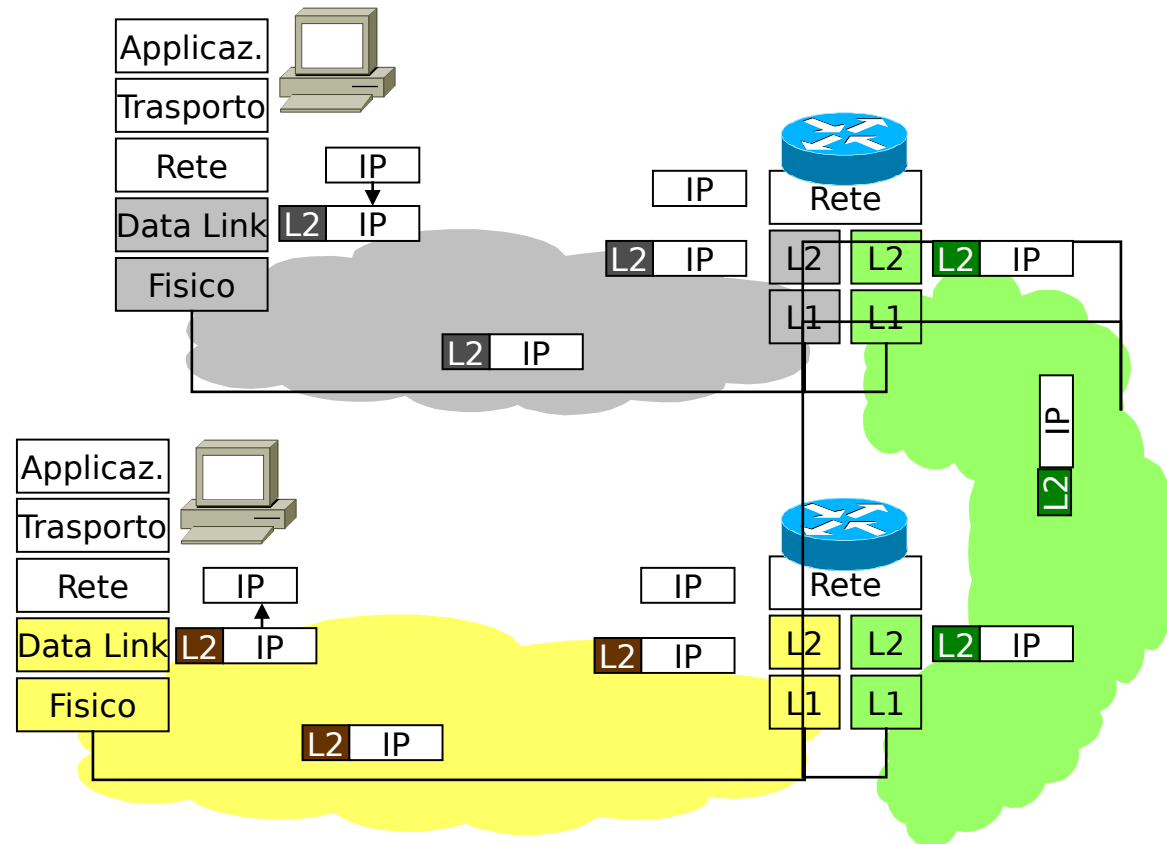 Applicaz.
Trasporto
Rete
Data Link
Fisico
IP
L2 IP
L2 IP
IP
L2 IP
Rete
L2 L2
L1 L1
L2 IP
L2 IP
Applicaz.
Trasporto
Rete
Data Link
Fisico
IP
L2 IP
L2 IP
IP
L2 IP
Rete
L2 L2
L1 L1
L2 IP